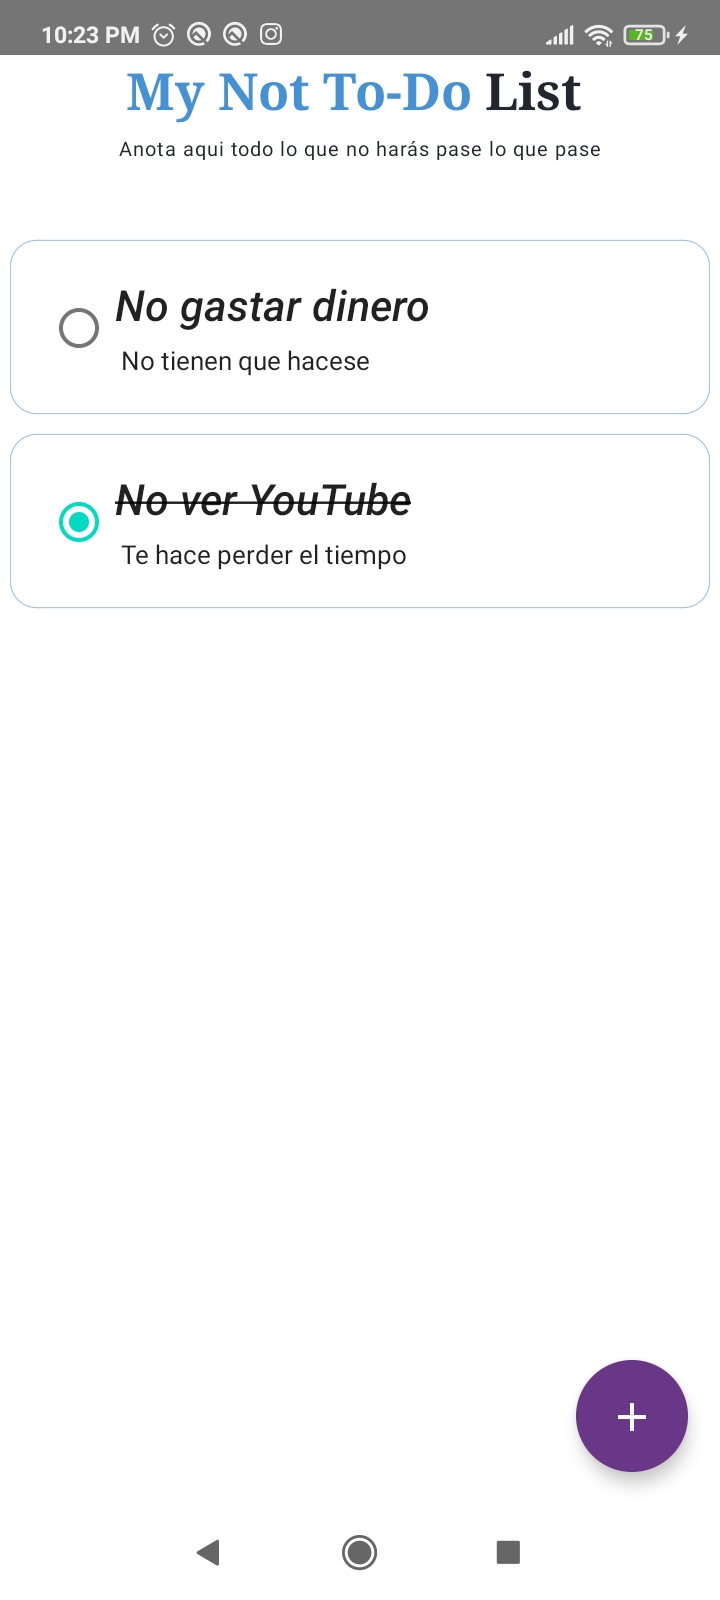 10:23 PM
75
My Not To-Do List
Anota aqui todo lo que no harás pase lo que pase
No gastar dinero
No tienen que hacese
No ver YouTube
Te hace perder el tiempo
+